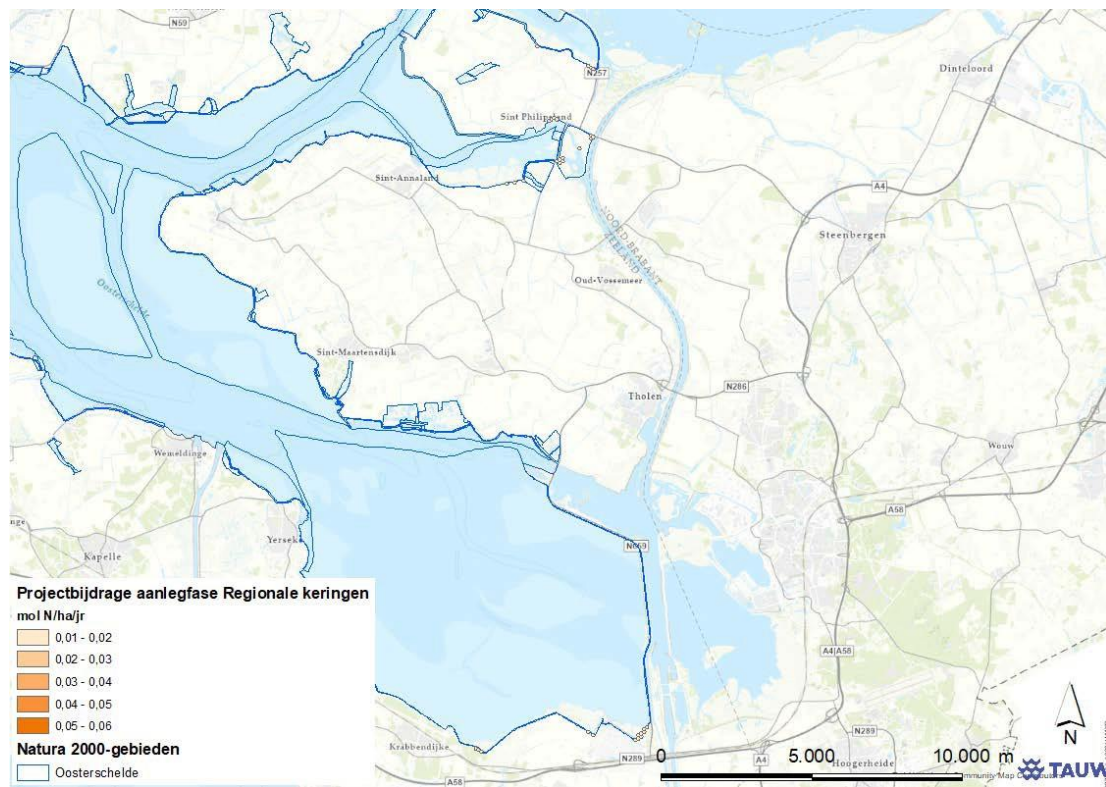 N59
Dinteloord
N257
Sint Philipsland
A4
Sint-Annaland
Steenbergen
NOORD-BRABANT
ZEELAND
Oud-Vossemeer
Oosterschelde
Sint-Maartensdijk
Tholen
N286
Wouw
Wemeldinge
A58
Yersek
N659
Kapelle
Projectbijdrage aanlegfase Regionale keringen
mol N/ha/jr
0,01 - 0,02
0,02 - 0,03
0,03 - 0,04
0,04 - 0,05
0,05 - 0,06
A4|A58
Natura 2000-gebieden
Oosterschelde
Krabbendijke
N289
A58
A4
N289
Hoogerheide
0 5.000 10.000 m
N
TAUW